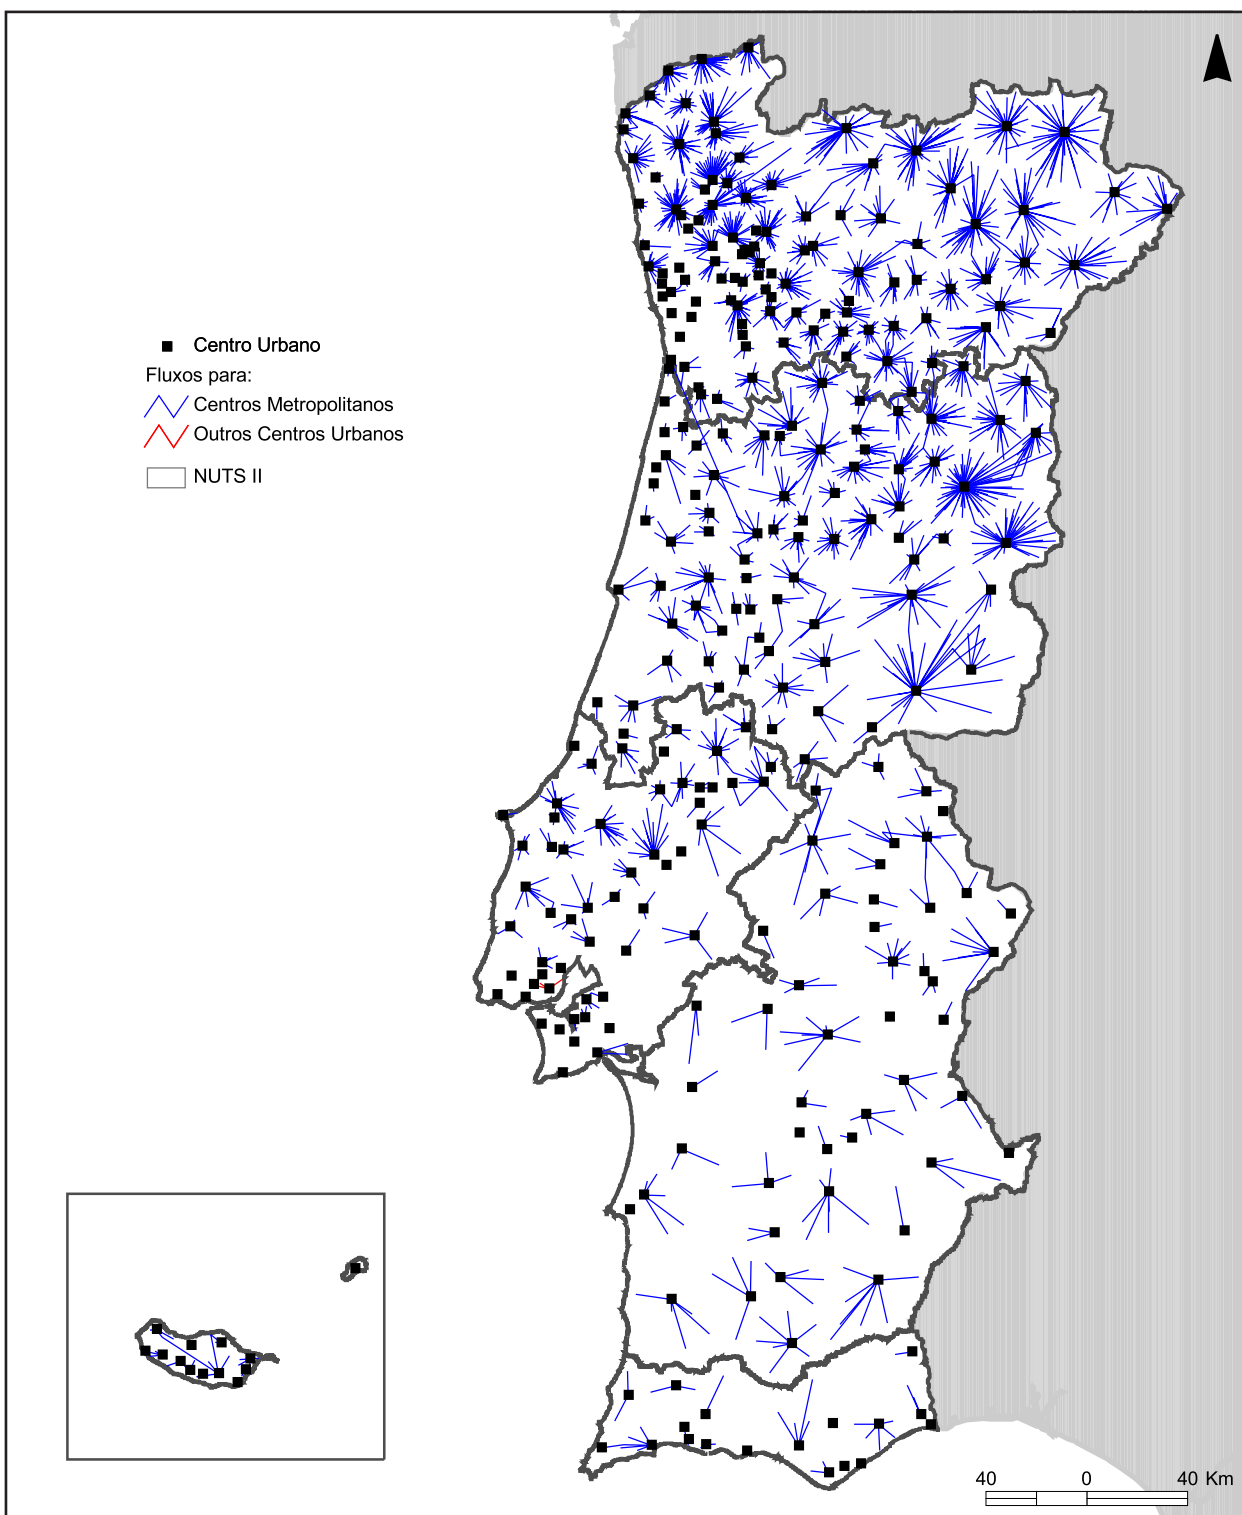 Centro Urbano
Fluxos para:
Centros Metropolitanos
Outros Centros Urbanos
NUTS II
40 0 40 Km